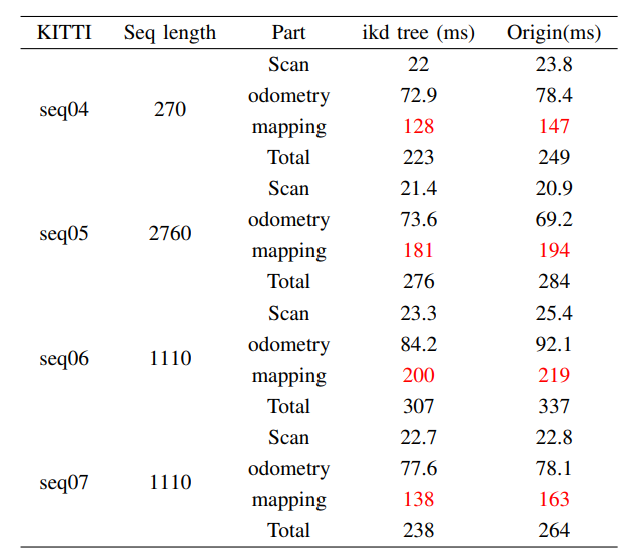 KITTI Seq length Part ikd tree (ms) Origin(ms)
Scan 22 23.8
odometry 72.9 78.4
seq04 270
mapping 128 147
Total 223 249
Scan 21.4 20.9
odometry 73.6 69.2
seq05 2760
mapping 181 194
Total 276 284
Scan 23.3 25.4
odometry 84.2 92.1
seq06 1110
mapping 200 219
Total 307 337
Scan 22.7 22.8
odometry 77.6 78.1
seq07 1110
mapping 138 163
Total 238 264